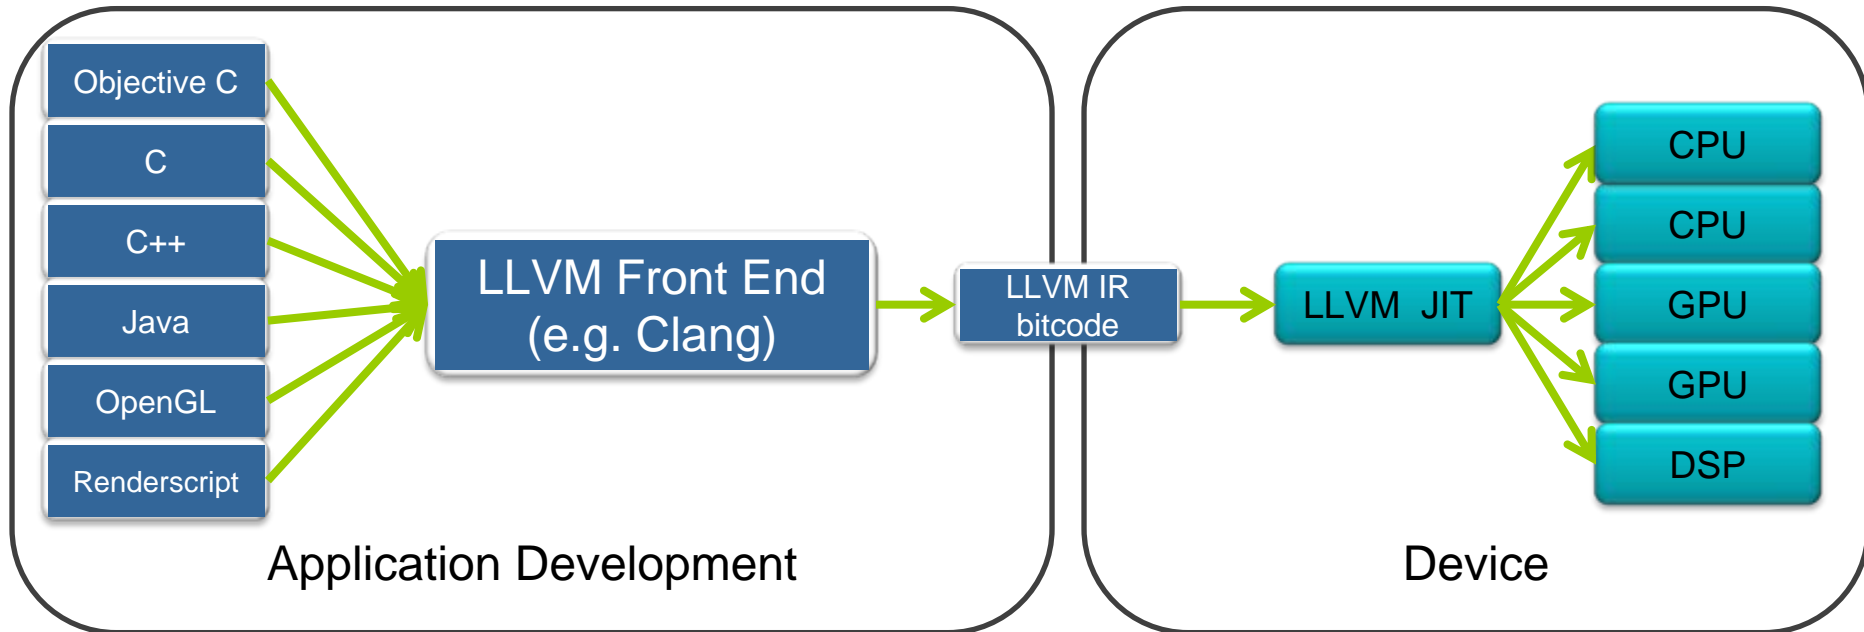 Objective C
C
C++
Java
OpenGL
Renderscript
LLVM Front End
(e.g. Clang)
LLVM IR
bitcode
Application Development
LLVM JIT
CPU
CPU
GPU
GPU
DSP
Device